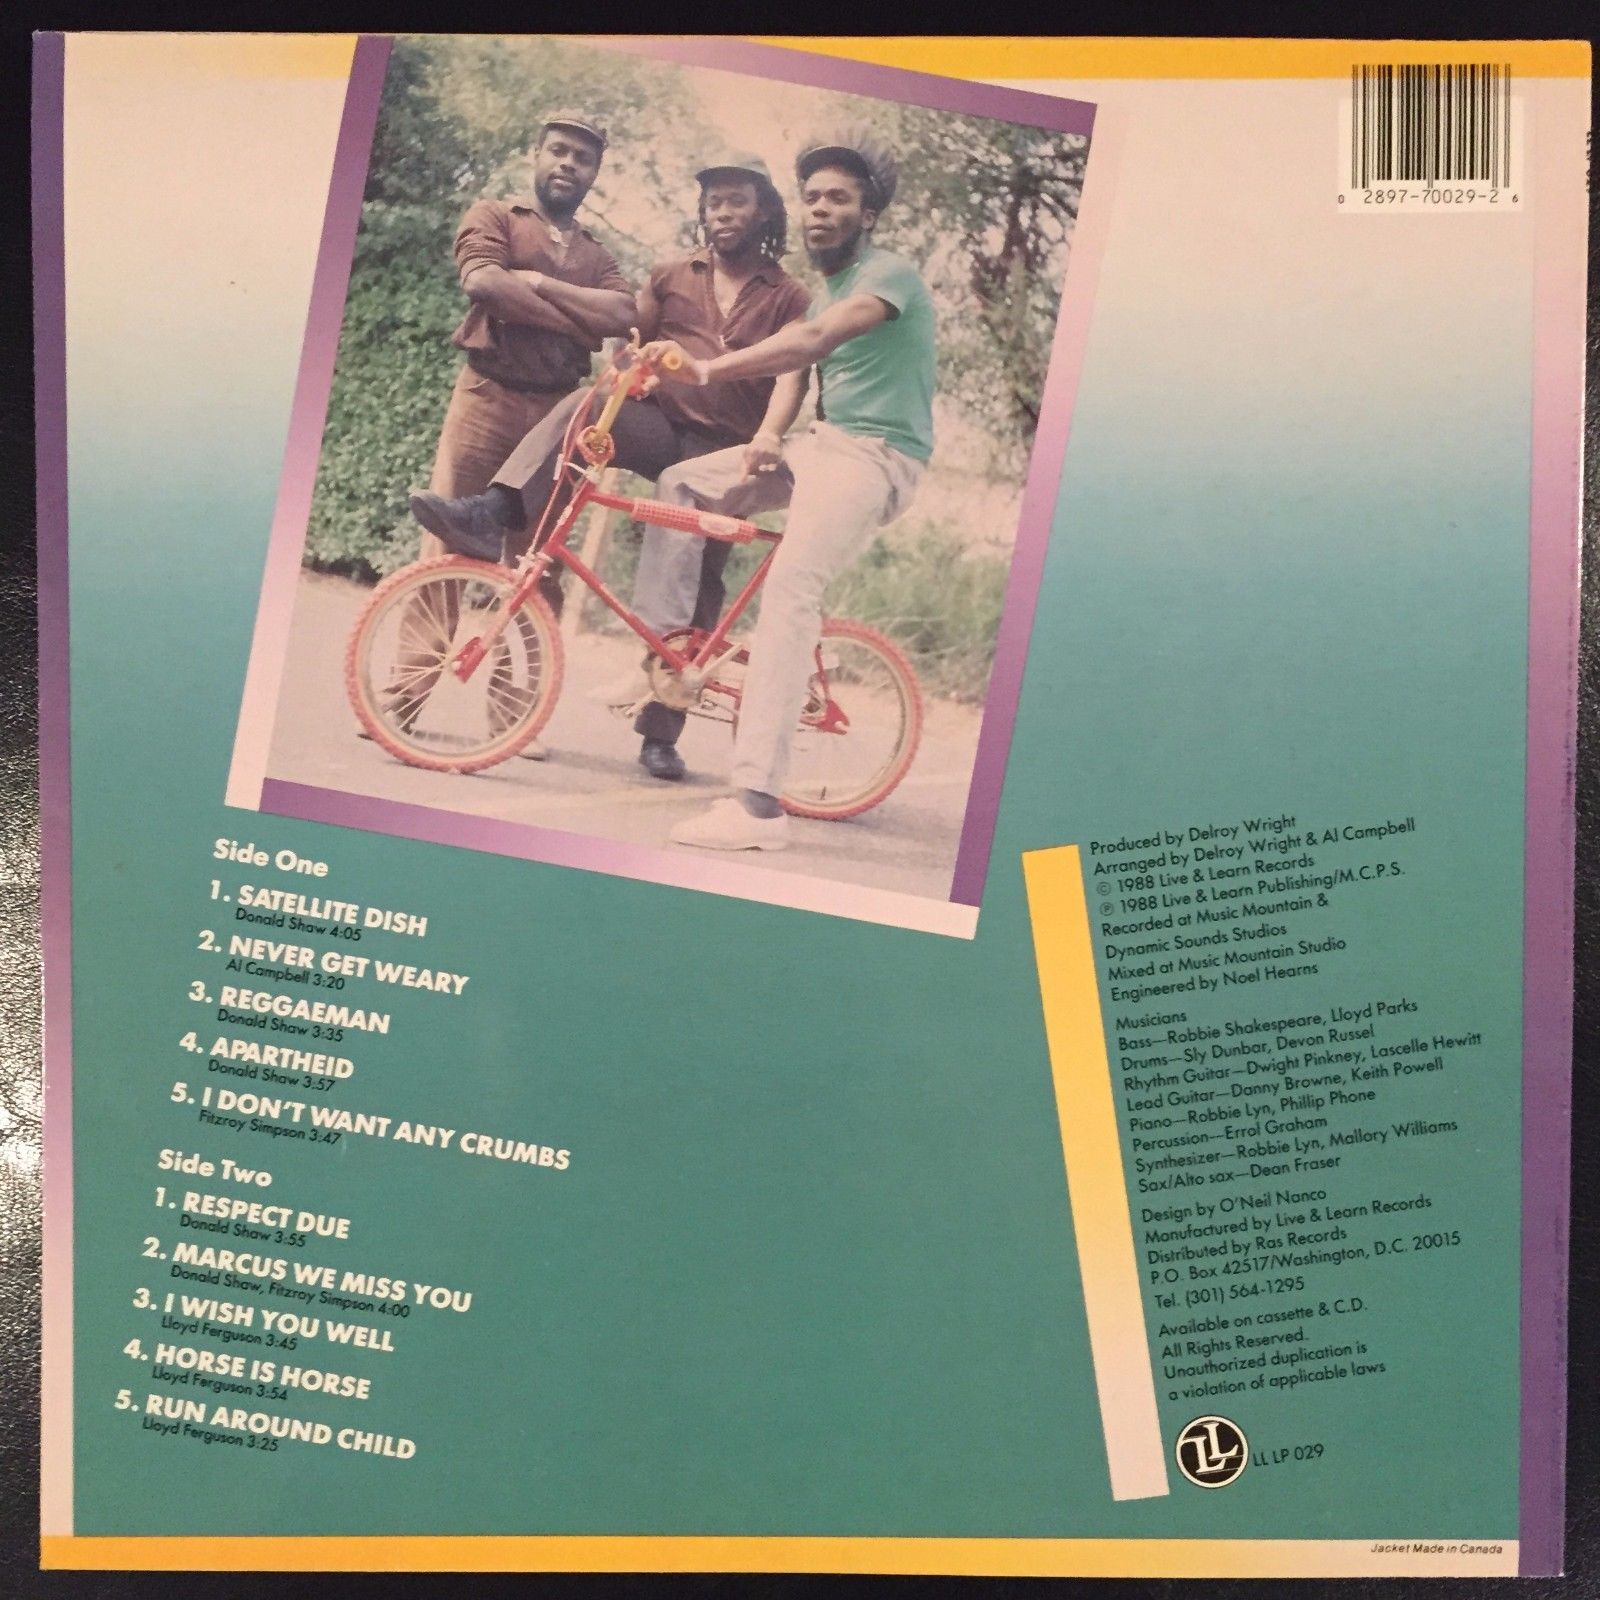 0 2897-70029-2 6
Side One
1. SATELLITE DISH
Donald Shaw 4:05
2. NEVER GET WEARY
Al Campbell 3:20
3. REGGAEMAN
Donald Shaw 3:35
4. APARTHEID
Donald Shaw 3:57
5. I DON'T WANT ANY CRUMBS
Fitzroy Simpson 3:47
Side Two
1. RESPECT DUE
Donald Shaw 3:55
2. MARCUS WE MISS YOU
Donald Shaw, Fitzroy Simpson 4:00
3. I WISH YOU WELL
Lloyd Ferguson 3:45
4. HORSE IS HORSE
Lloyd Ferguson 3:54
5. RUN AROUND CHILD
Lloyd Ferguson 3:25
Produced by Delroy Wright
Arranged by Delroy Wright & Al Campbell
© 1988 Live & Learn Records
℗ 1988 Live & Learn Publishing/M.C.P.S.
Recorded at Music Mountain &
Dynamic Sounds Studios
Mixed at Music Mountain Studio
Engineered by Noel Hearns
Musicians
Bass—Robbie Shakespeare, Lloyd Parks
Drums—Sly Dunbar, Devon Russel
Rhythm Guitar—Dwight Pinkney, Lascelle Hewitt
Lead Guitar—Danny Browne, Keith Powell
Piano—Robbie Lyn, Phillip Phone
Percussion—Errol Graham
Synthesizer—Robbie Lyn, Mallory Williams
Sax/Alto sax—Dean Fraser
Design by O'Neil Nanco
Manufactured by Live & Learn Records
Distributed by Ras Records
P.O. Box 42517/Washington, D.C. 20015
Tel. (301) 564-1295
Available on cassette & C.D.
All Rights Reserved.
Unauthorized duplication is
a violation of applicable laws
LL LL LP 029
Jacket Made in Canada